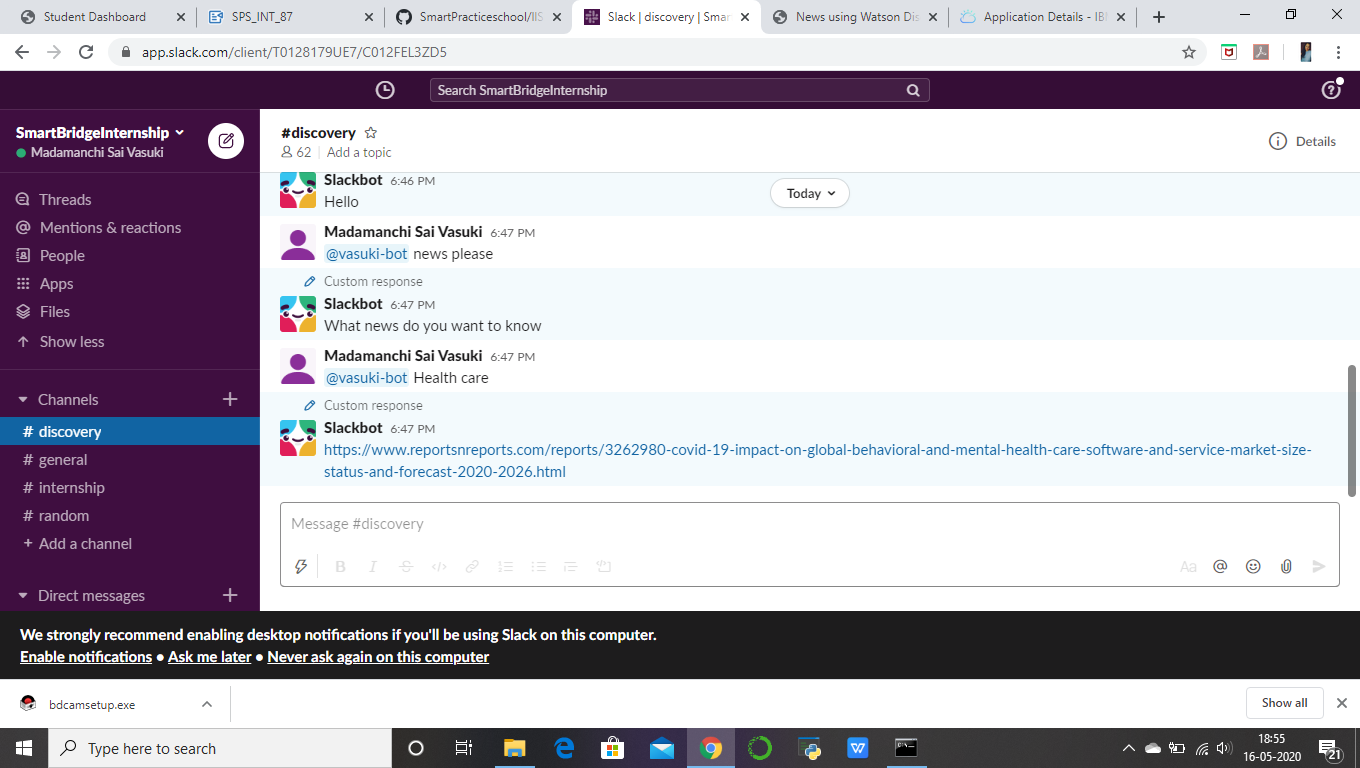 Student Dashboard
SPS_INT_87
SmartPracticeschool/IIS
Slack | discovery | Smar
News using Watson Dis
Application Details - IB
app.slack.com/client/T0128179UE7/C012FEL3ZD5
Search SmartBridgeInternship
SmartBridgeInternship
Madamanchi Sai Vasuki
Threads
Mentions & reactions
People
Apps
Files
Show less
Channels
# discovery
# general
# internship
# random
+ Add a channel
Direct messages
#discovery
62 | Add a topic
Details
Today
Slackbot 6:46 PM
Hello
Madamanchi Sai Vasuki 6:47 PM
@vasuki-bot news please
Custom response
Slackbot 6:47 PM
What news do you want to know
Madamanchi Sai Vasuki 6:47 PM
@vasuki-bot Health care
Custom response
Slackbot 6:47 PM
https://www.reportsnreports.com/reports/3262980-covid-19-impact-on-global-behavioral-and-mental-health-care-software-and-service-market-size-
status-and-forecast-2020-2026.html
Message #discovery
B I S </> Aa @
We strongly recommend enabling desktop notifications if you'll be using Slack on this computer.
Enable notifications ● Ask me later ● Never ask again on this computer
bdcamsetup.exe
Show all
Type here to search
18:55
16-05-2020
21